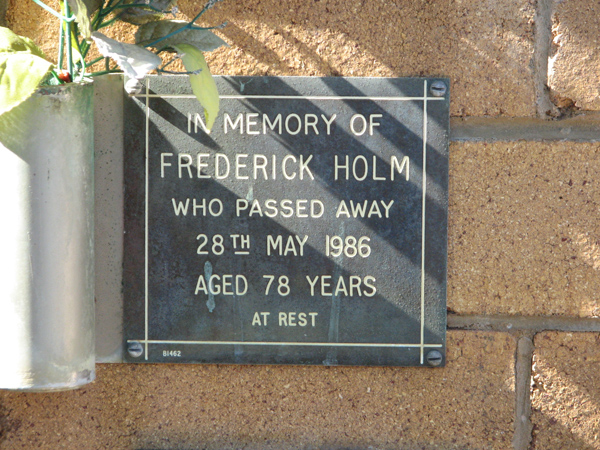 IN MEMORY OF
FREDERICK HOLM
WHO PASSED AWAY
28TH MAY 1986
AGED 78 YEARS
AT REST
B1462